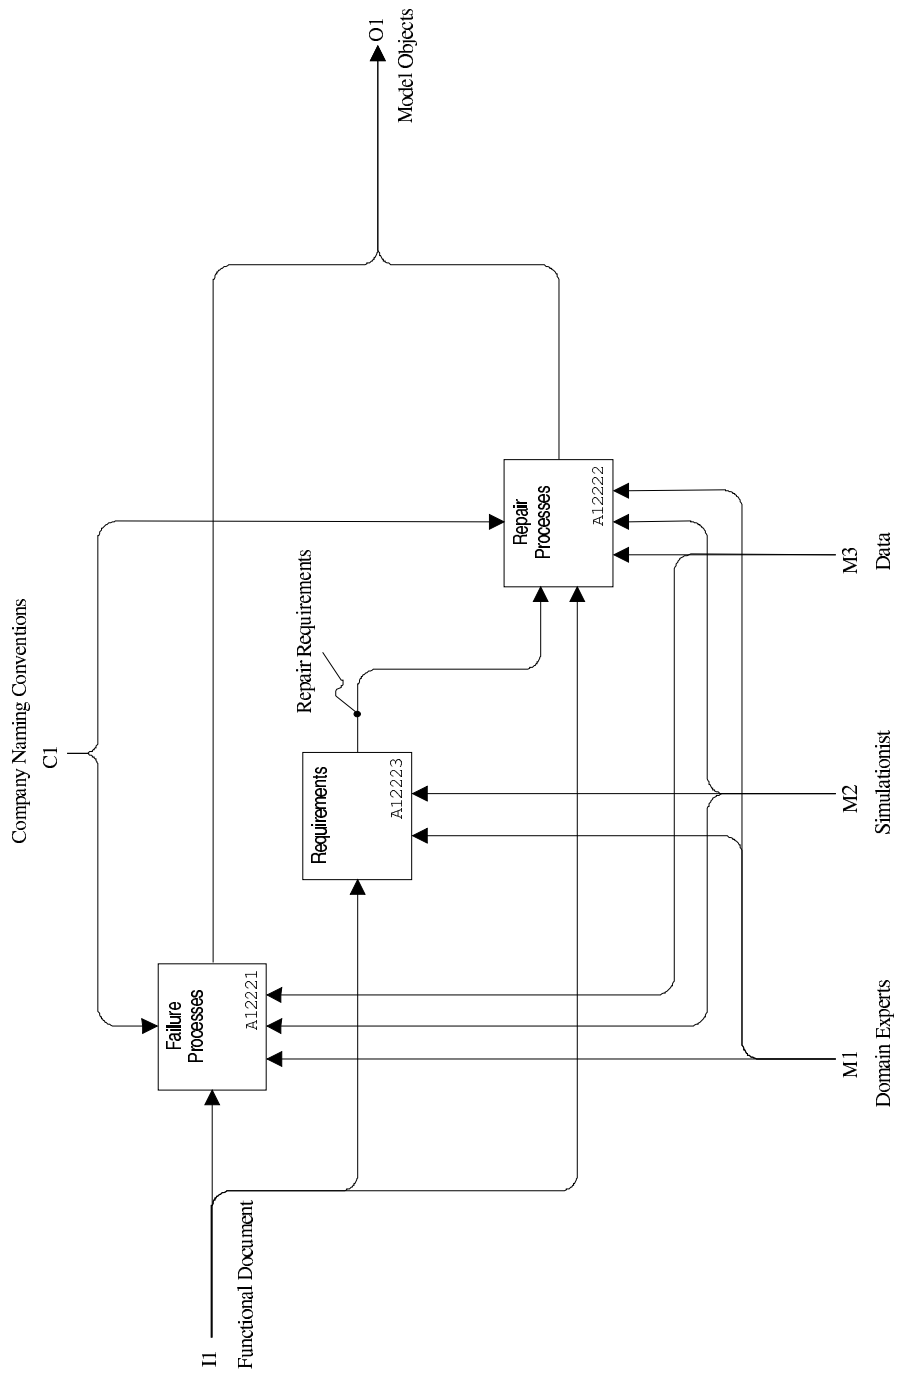 Company Naming Conventions
C1
I1
Functional Document
Failure
Processes
A12221
Requirements
A12223
Repair Requirements
Repair
Processes
A12222
O1
Model Objects
M1
Domain Experts
M2
Simulationist
M3
Data